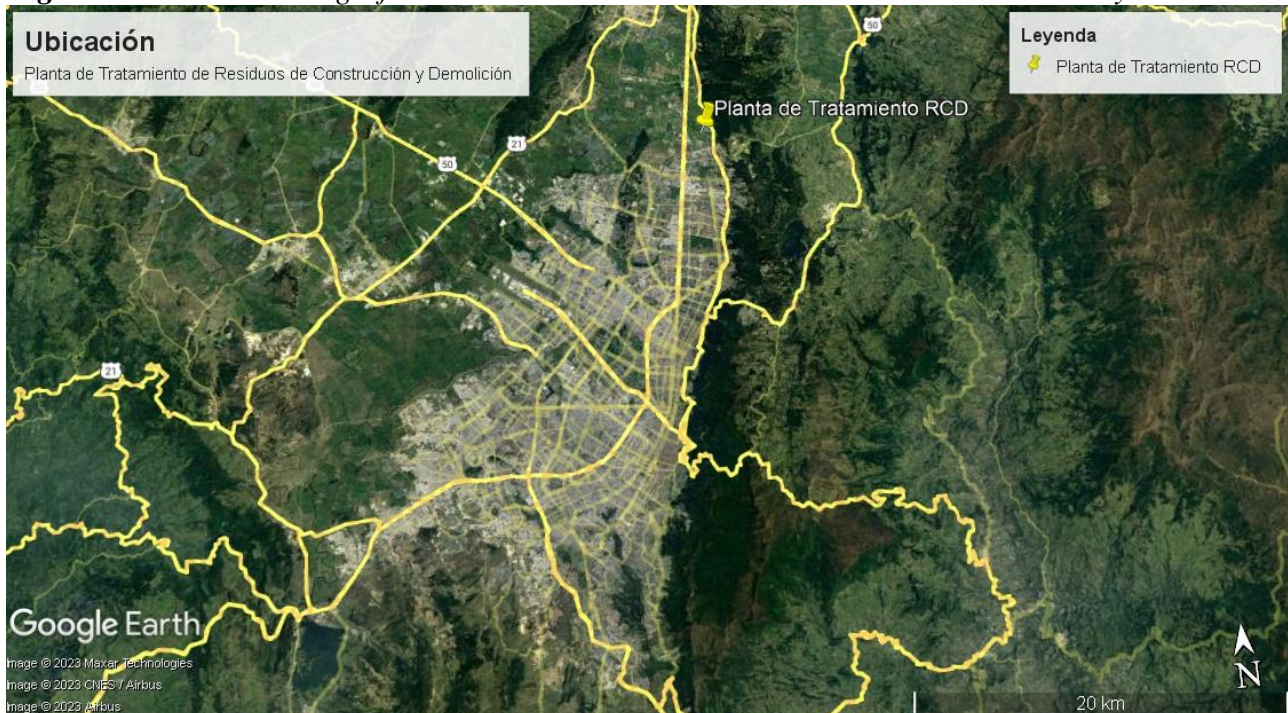 Ubicación
Planta de Tratamiento de Residuos de Construcción y Demolición
Leyenda
Planta de Tratamiento RCD
50
Planta de Tratamiento RCD
21
50
21
Google Earth
Image © 2023 Maxar Technologies
Image © 2023 CNES / Airbus
Image © 2023 Airbus
N
20 km